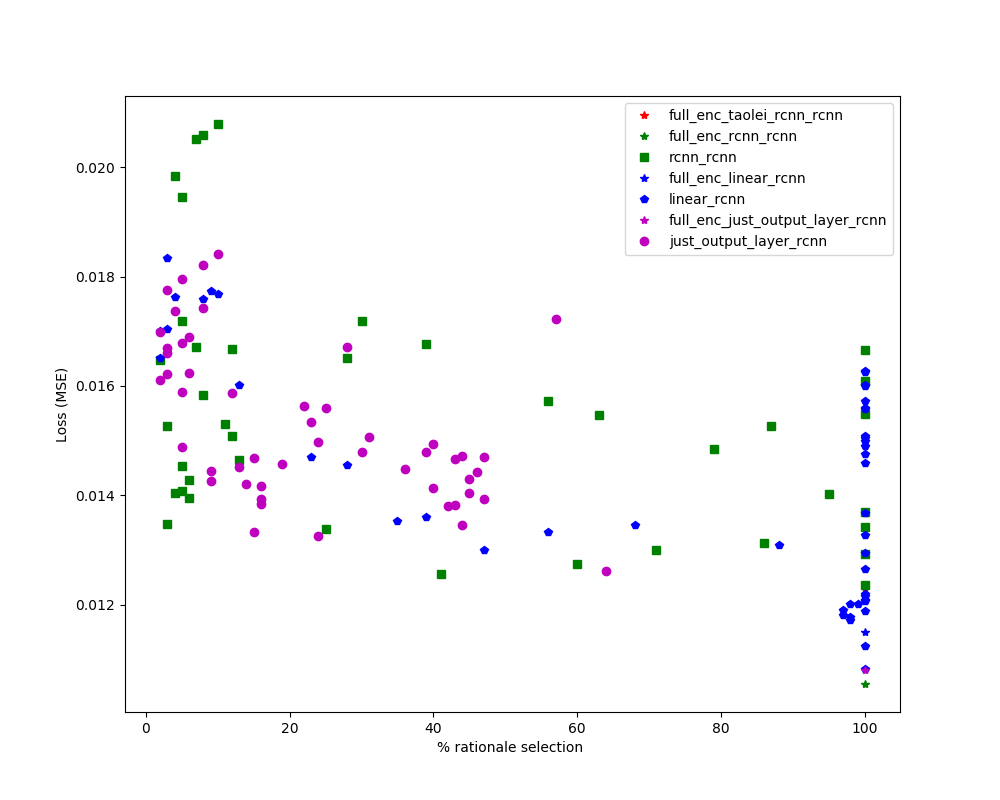 full_enc_taolei_rcnn_rcnn
full_enc_rcnn_rcnn
rcnn_rcnn
full_enc_linear_rcnn
linear_rcnn
full_enc_just_output_layer_rcnn
just_output_layer_rcnn
0.020
0.018
0.016
0.014
0.012
Loss (MSE)
0 20 40 60 80 100
% rationale selection